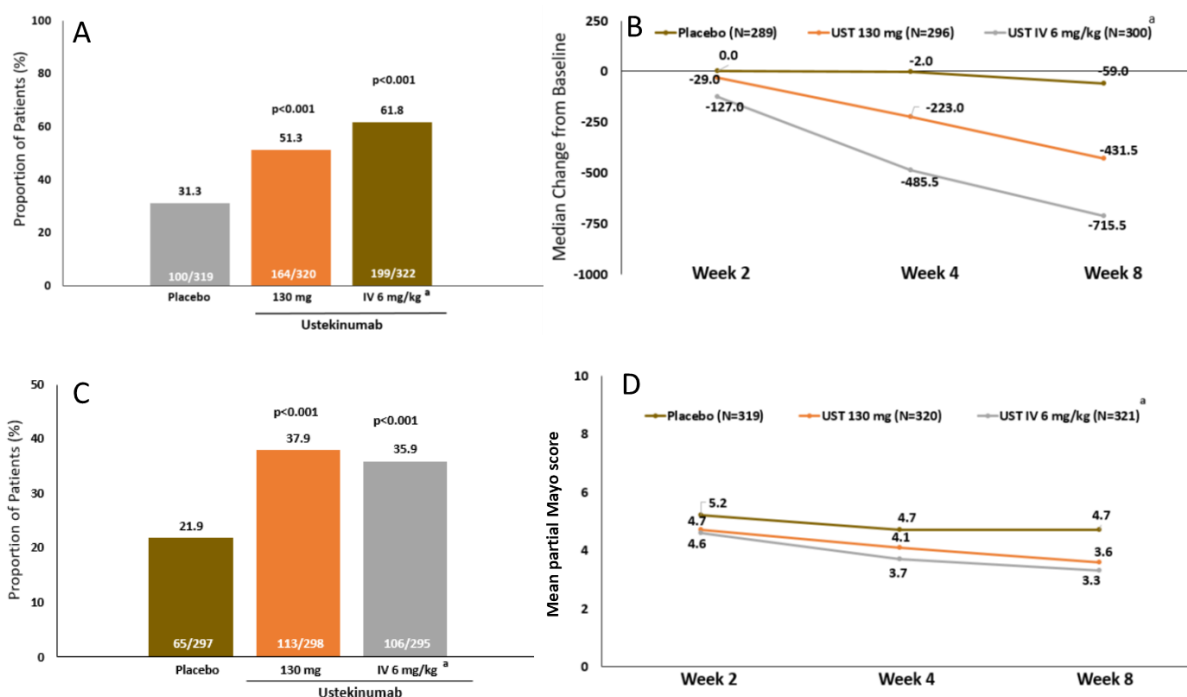 A
Proportion of Patients (%)
100
80
60
40
20
0
p<0.001
61.8
p<0.001
51.3
31.3
100/319
164/320
199/322
Placebo
130 mg
IV 6 mg/kg a
Ustekinumab
B
Median Change from Baseline
250
0
-250
-500
-750
-1000
Placebo (N=289)
UST 130 mg (N=296)
UST IV 6 mg/kg (N=300) a
0.0
-2.0
-59.0
-29.0
-127.0
-223.0
-431.5
-485.5
-715.5
Week 2
Week 4
Week 8
C
Proportion of Patients (%)
50
40
30
20
10
0
p<0.001
p<0.001
37.9
35.9
21.9
65/297
113/298
106/295
Placebo
130 mg
IV 6 mg/kg a
Ustekinumab
D
Mean partial Mayo score
10
8
6
4
2
0
Placebo (N=319)
UST 130 mg (N=320)
UST IV 6 mg/kg (N=321) a
5.2
4.7
4.7
4.7
4.1
3.6
4.6
3.7
3.3
Week 2
Week 4
Week 8